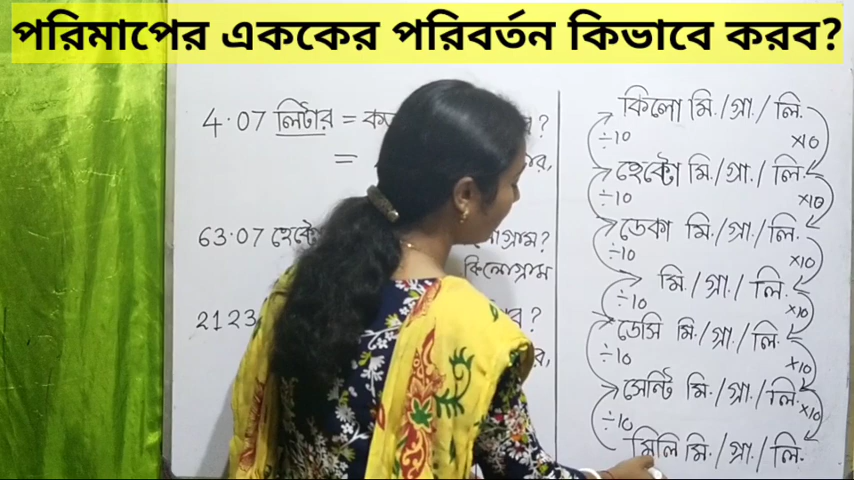 পরিমাপের এককের পরিবর্তন কিভাবে করব?
4.07 লিটার =
?
=
63.07
?
কিলোগ্রাম
2123
?
কিলো মি./গ্রা./লি.
÷10
×10
হেক্টো মি./গ্রা./লি.
÷10
×10
ডেকা মি./গ্রা./লি.
÷10
×10
মি./গ্রা./লি.
÷10
×10
ডেসি মি./গ্রা./লি.
÷10
×10
সেন্টি মি./গ্রা./লি.
÷10
×10
মিলি মি./গ্রা./লি.